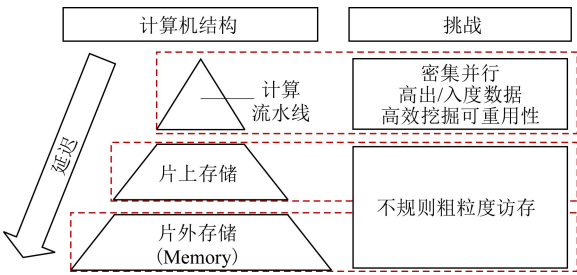 计算机结构
挑战
延迟
计算
流水线
密集并行
高出/入度数据
高效挖掘可重用性
片上存储
不规则粗粒度访存
片外存储
(Memory)